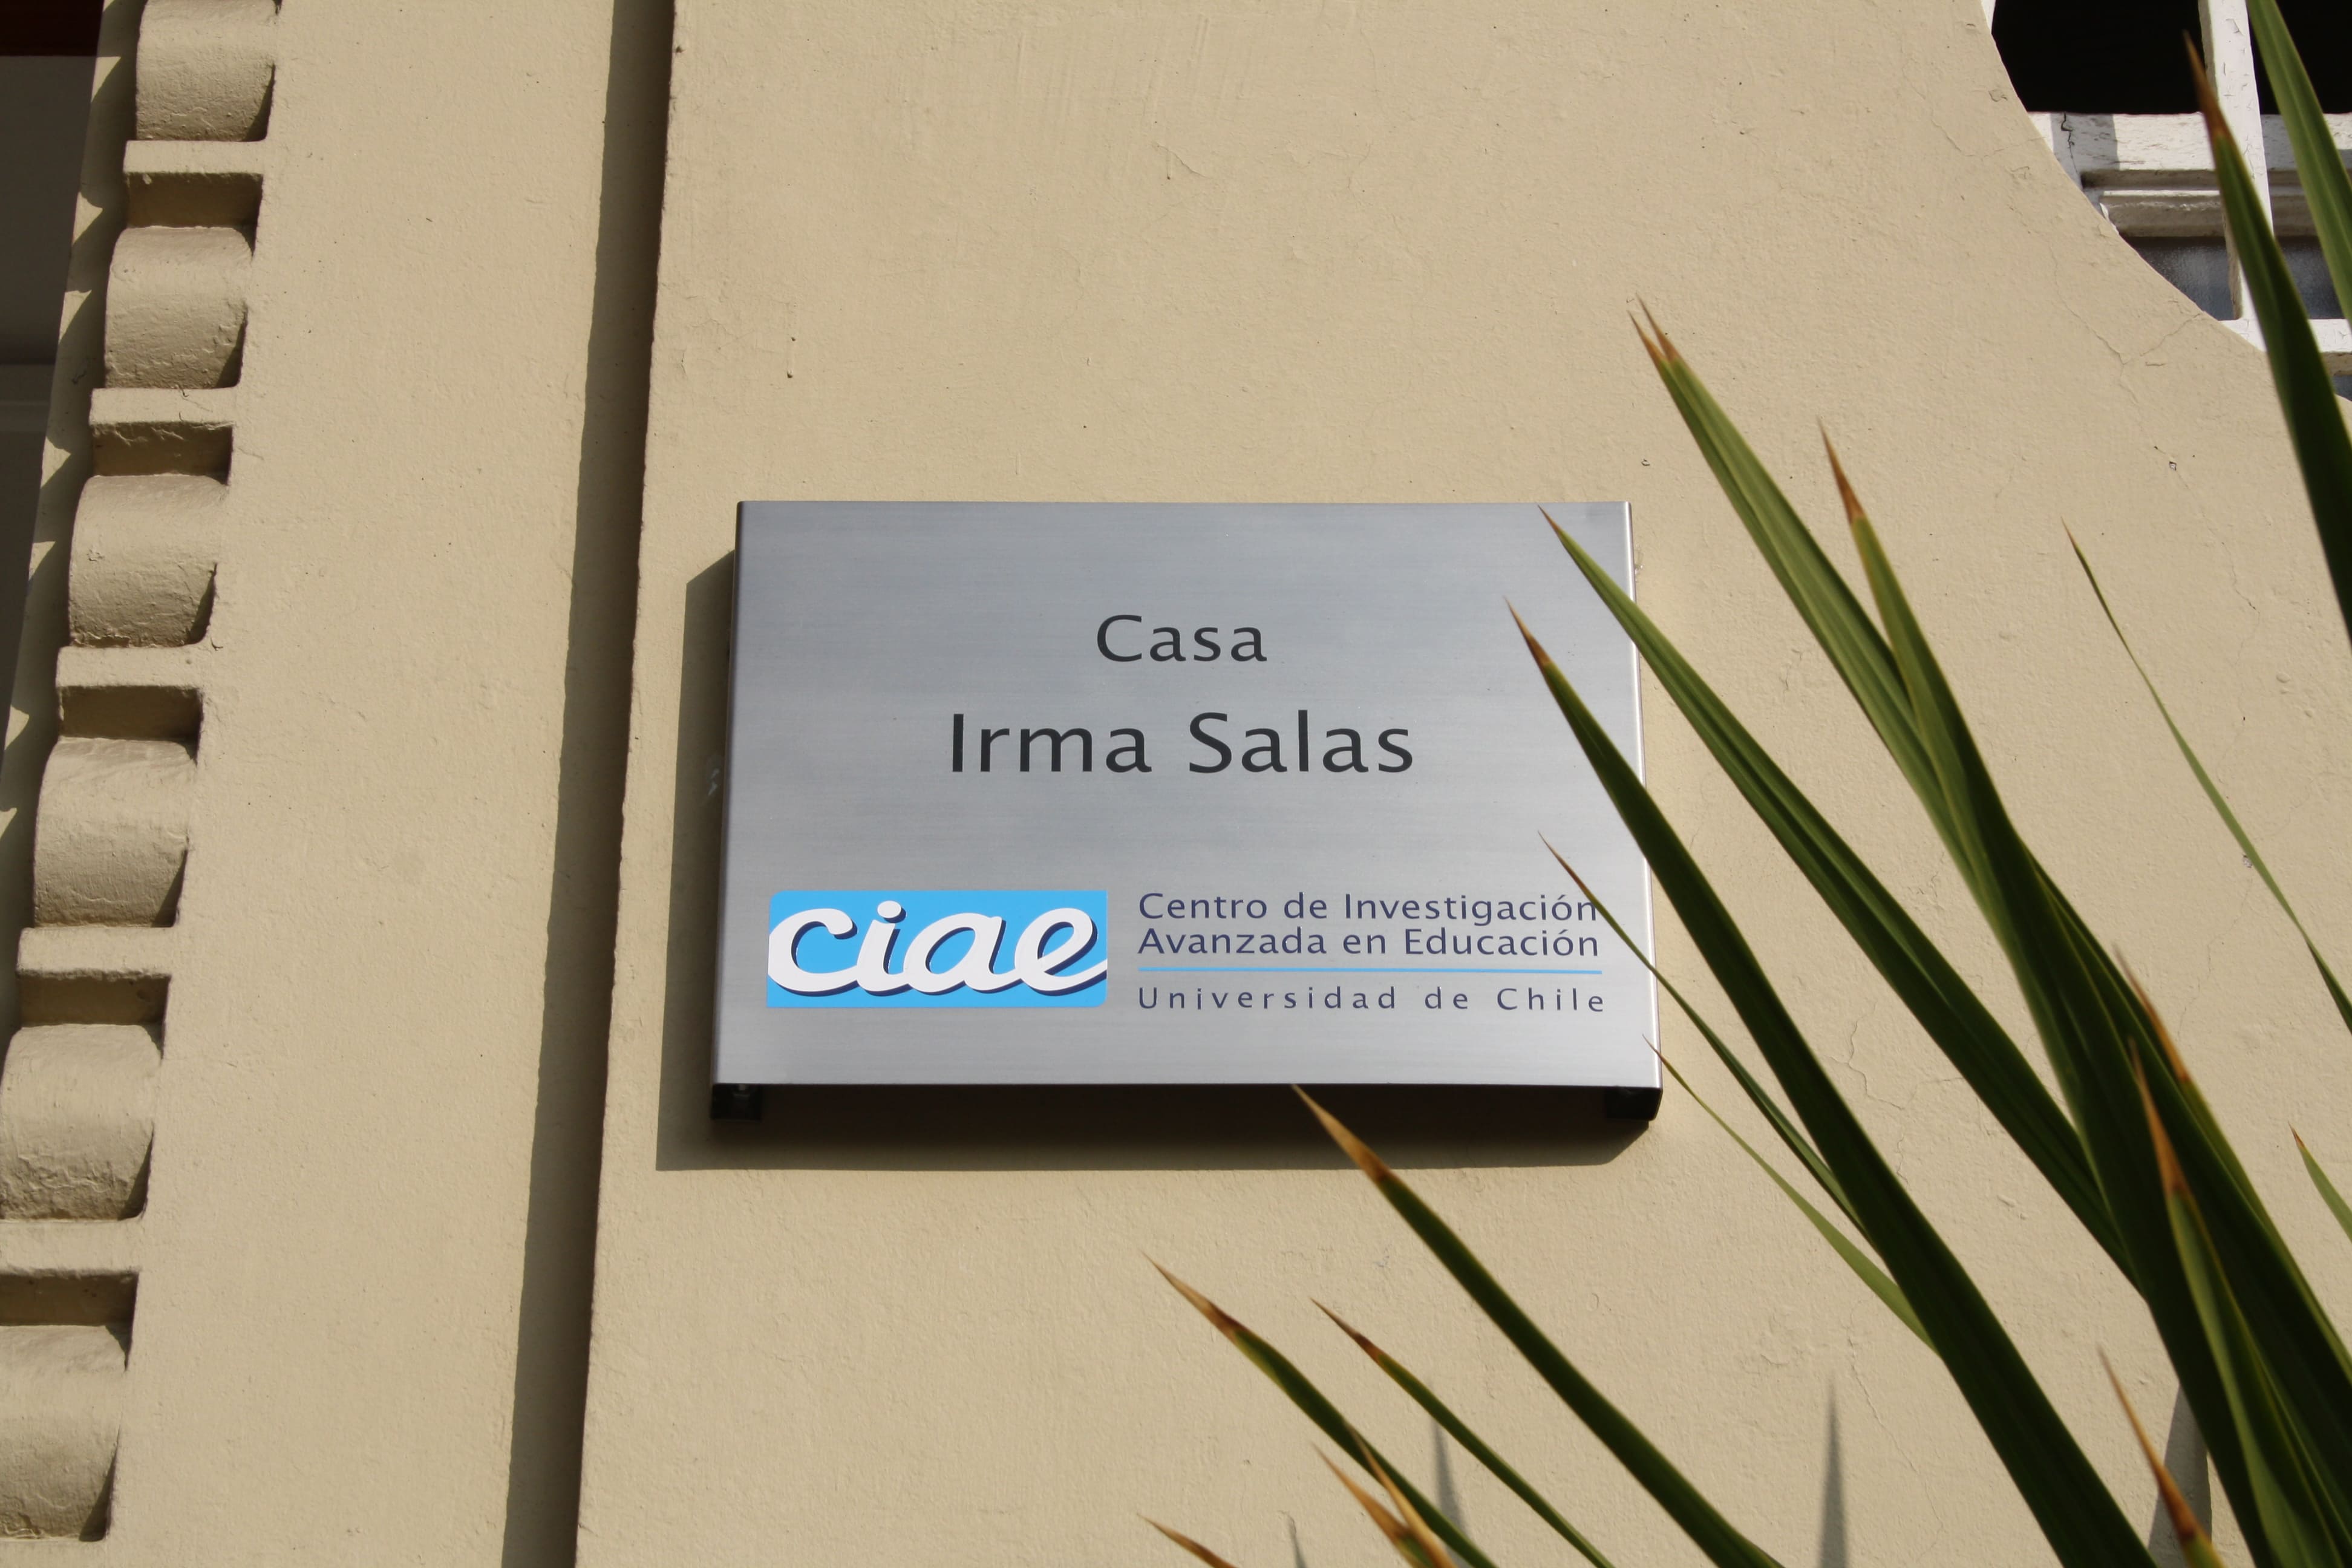 Casa
Irma Salas
ciae
Centro de Investigación
Avanzada en Educación
Universidad de Chile